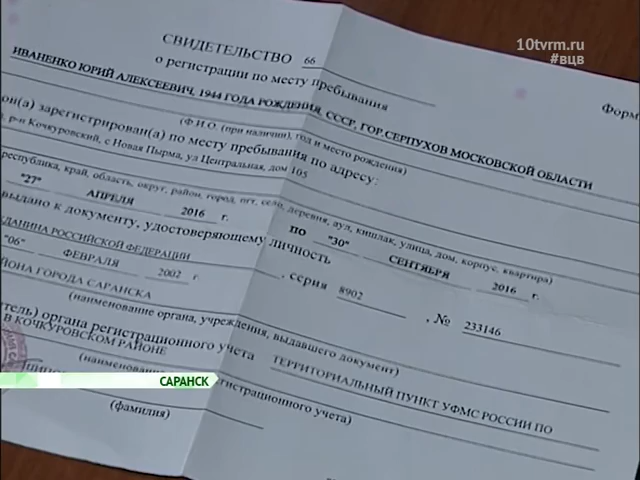 10tvrm.ru
#вцв
СВИДЕТЕЛЬСТВО 66
о регистрации по месту пребывания
Форм
ИВАНЕНКО ЮРИЙ АЛЕКСЕЕВИЧ, 1944 ГОДА РОЖДЕНИЯ, СССР, ГОР.СЕРПУХОВ МОСКОВСКОЙ ОБЛАСТИ
(Ф.И.О. (при наличии), год и место рождения)
он(а) зарегистрирован(а) по месту пребывания по адресу:
, р-н Кочкуровский, с Новая Пырма, ул Центральная, дом 105
республика, край, область, округ, район, город, пгт, село, деревня, аул, кишлак, улица, дом, корпус, квартира)
"27" АПРЕЛЯ 2016 г. по "30" СЕНТЯБРЯ 2016 г.
выдано к документу, удостоверяющему личность
ДАНИНА РОССИЙСКОЙ ФЕДЕРАЦИИ , серия 8902 , № 233146
"06" ФЕВРАЛЯ 2002 г.
ЙОНА ГОРОДА САРАНСКА
(наименование органа, учреждения, выдавшего документ)
тель) органа регистрационного учета ТЕРРИТОРИАЛЬНЫЙ ПУНКТ УФМС РОССИИ ПО
В КОЧКУРОВСКОМ РАЙОНЕ
(наименование гистрационного учета)
(фамилия)
САРАНСК